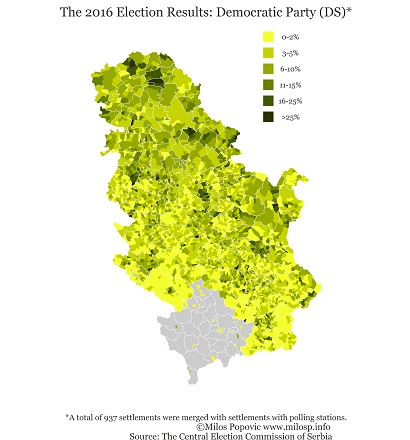 The 2016 Election Results: Democratic Party (DS)*
0-2%
3-5%
6-10%
11-15%
16-25%
>25%
*A total of 937 settlements were merged with settlements with polling stations.
©Milos Popovic www.milosp.info
Source: The Central Election Commission of Serbia